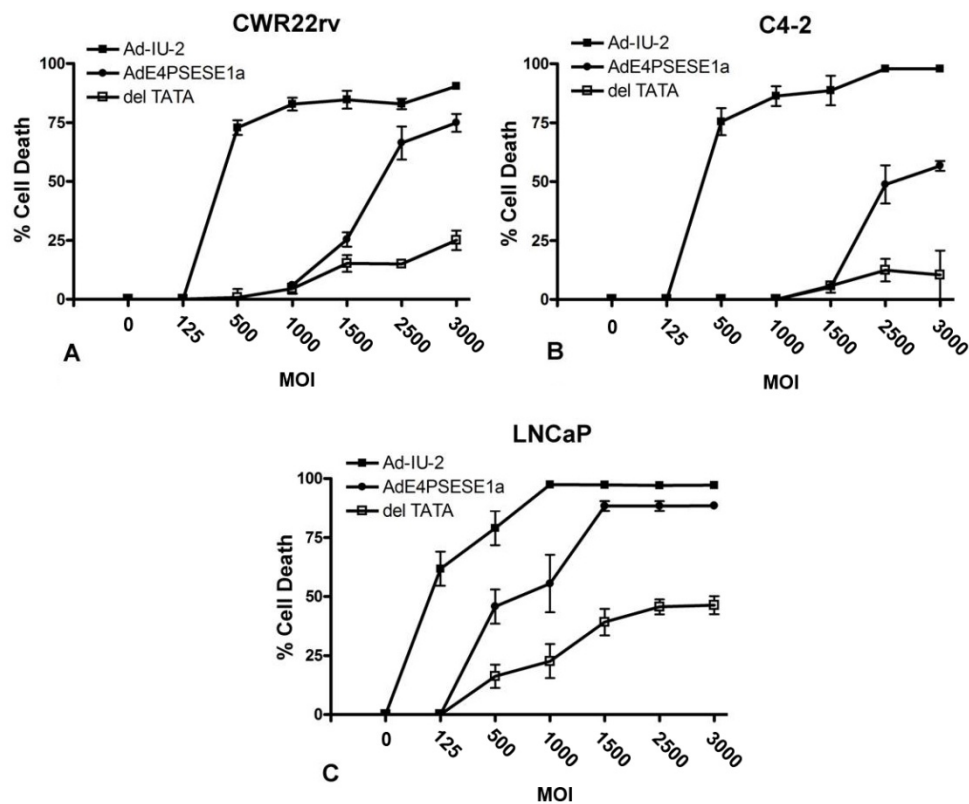 CWR22rv
Ad-IU-2
AdE4PSESE1a
del TATA
% Cell Death
100
75
50
25
0
0 125 500 1000 1500 2500 3000
A
MOI
C4-2
Ad-IU-2
AdE4PSESE1a
del TATA
% Cell Death
100
75
50
25
0
0 125 500 1000 1500 2500 3000
B
MOI
LNCaP
Ad-IU-2
AdE4PSESE1a
del TATA
% Cell Death
100
75
50
25
0
0 125 500 1000 1500 2500 3000
C
MOI